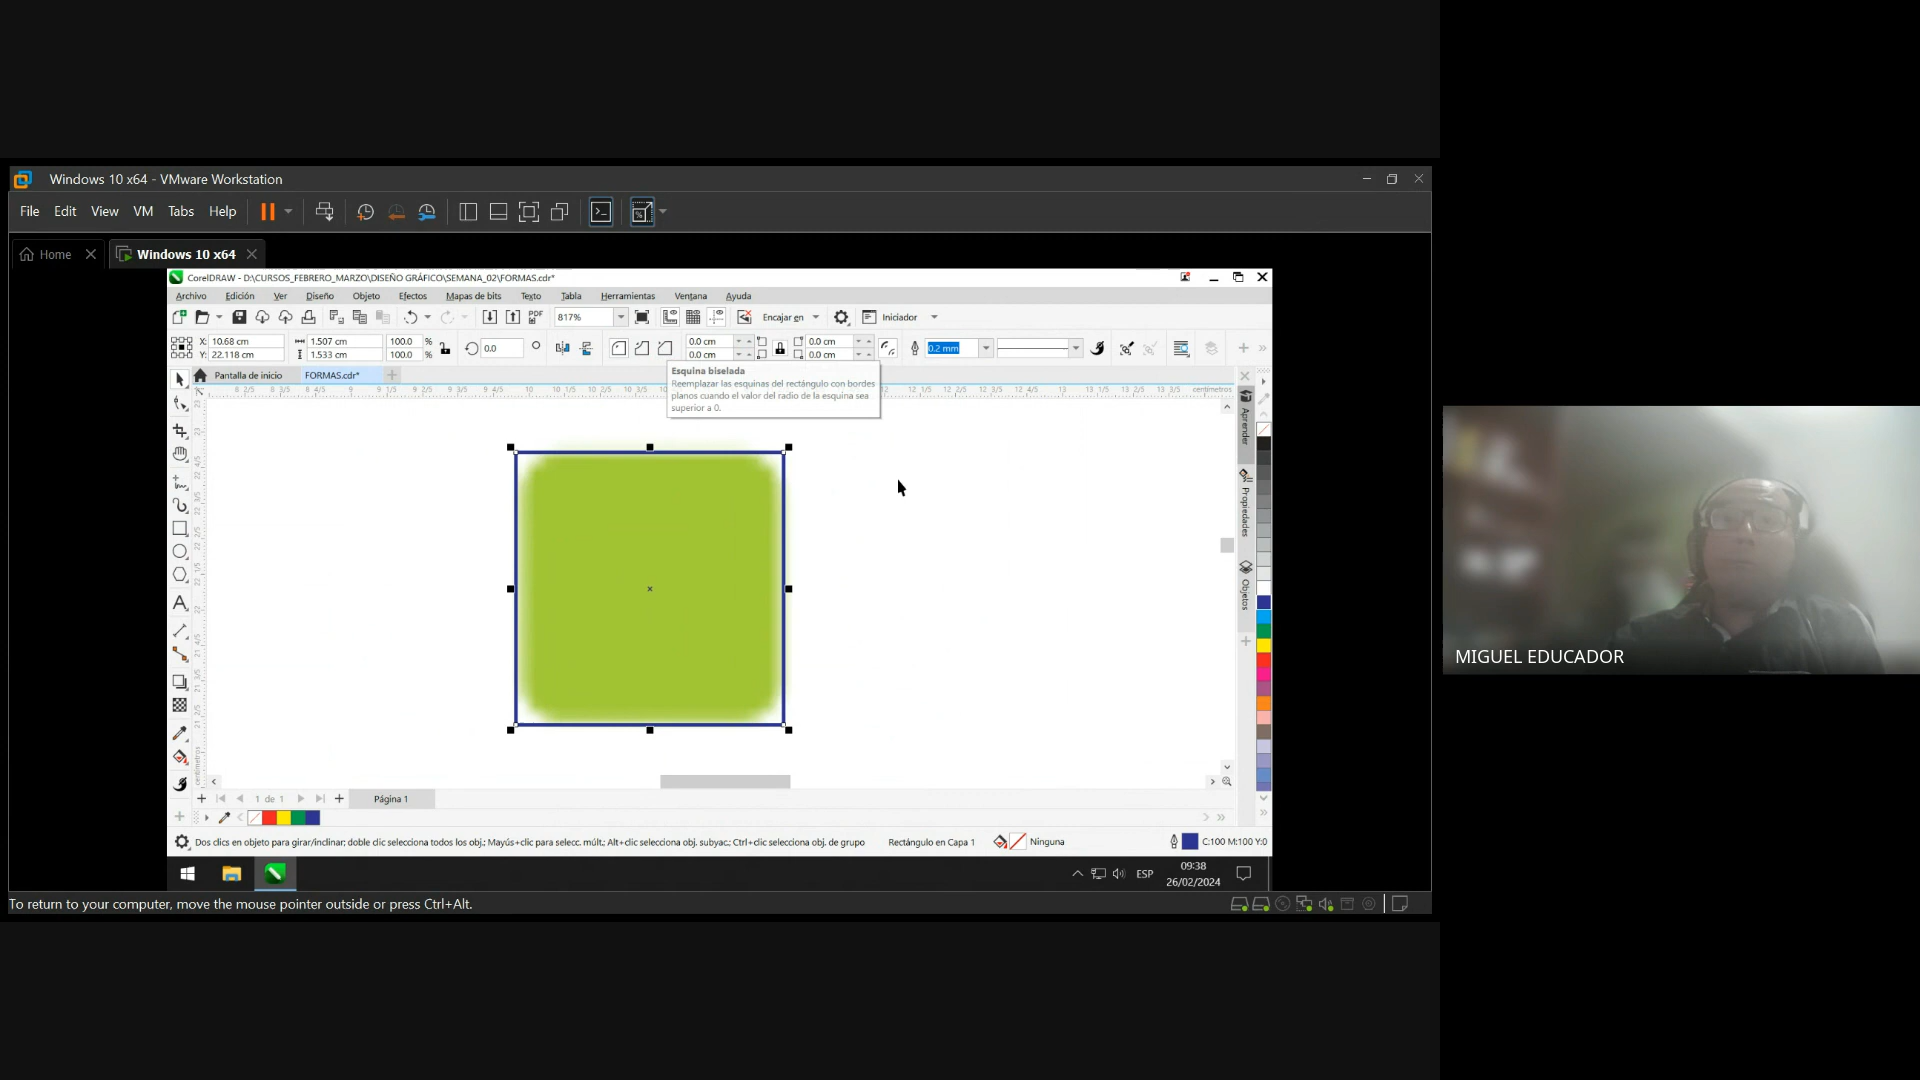 Windows 10 x64 - VMware Workstation
File Edit View VM Tabs Help
Home Windows 10 x64
CorelDRAW - D:\CURSOS_FEBRERO_MARZO\DISEÑO GRÁFICO\SEMANA_02\FORMAS.cdr*
Archivo Edición Ver Diseño Objeto Efectos Mapas de bits Texto Tabla Herramientas Ventana Ayuda
PDF 817% Encajar en Iniciador
X: 10.68 cm 1.507 cm 100.0 % 0.0 cm 0.0 cm
0.0 0.2 mm
Y: 22.118 cm 1.533 cm 100.0 % 0.0 cm 0.0 cm
Pantalla de inicio FORMAS.cdr*
Esquina biselada
Reemplazar las esquinas del rectángulo con bordes
planos cuando el valor del radio de la esquina sea
superior a 0.
centímetros
Aprender
Propiedades
Objetos
centímetros
1 de 1 Página 1
Dos clics en objeto para girar/inclinar; doble clic selecciona todos los obj.; Mayús+clic para selecc. múlt.; Alt+clic selecciona obj. subyac.; Ctrl+clic selecciona obj. de grupo Rectángulo en Capa 1 Ninguna C:100 M:100 Y:0
ESP 09:38
26/02/2024
To return to your computer, move the mouse pointer outside or press Ctrl+Alt.
MIGUEL EDUCADOR